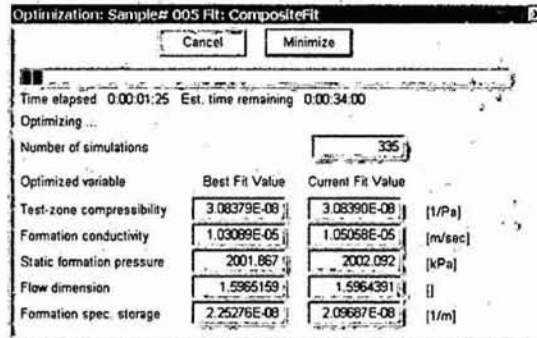 Optimization: Sample# 005 Fit: CompositeFit
Cancel Minimize
Time elapsed 0:00:01:25 Est. time remaining 0:00:34:00
Optimizing ...
Number of simulations 335
Optimized variable Best Fit Value Current Fit Value
Test-zone compressibility 3.08379E-08 3.08390E-08 [1/Pa]
Formation conductivity 1.03089E-05 1.05058E-05 [m/sec]
Static formation pressure 2001.867 2002.092 [kPa]
Flow dimension 1.5965159 1.5964391 []
Formation spec. storage 2.25276E-08 2.09687E-08 [1/m]